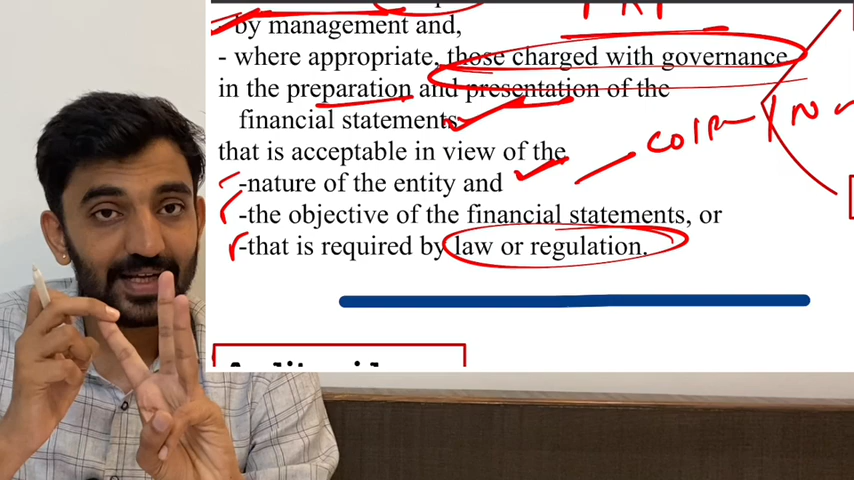 - by management and,
- where appropriate, those charged with governance
in the preparation and presentation of the
financial statements
that is acceptable in view of the
-nature of the entity and
-the objective of the financial statements, or
-that is required by law or regulation.